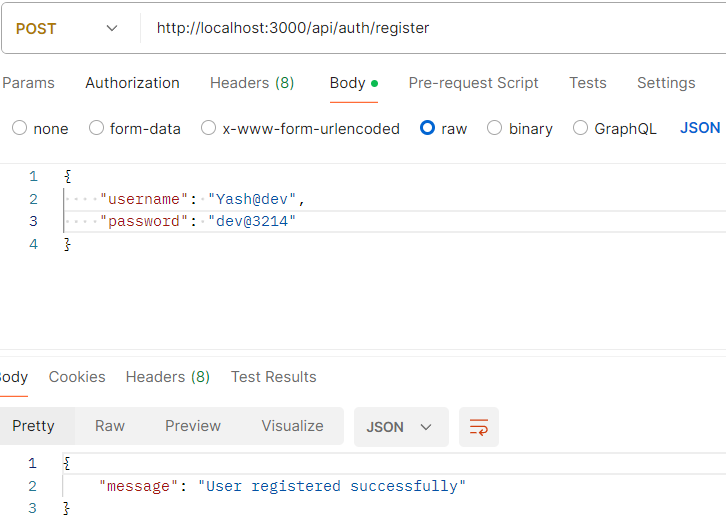 POST http://localhost:3000/api/auth/register
Params Authorization Headers (8) Body Pre-request Script Tests Settings
none form-data x-www-form-urlencoded raw binary GraphQL JSON
1 {
2 "username": "Yash@dev",
3 "password": "dev@3214"
4 }
ody Cookies Headers (8) Test Results
Pretty Raw Preview Visualize JSON
1 {
2 "message": "User registered successfully"
3 }